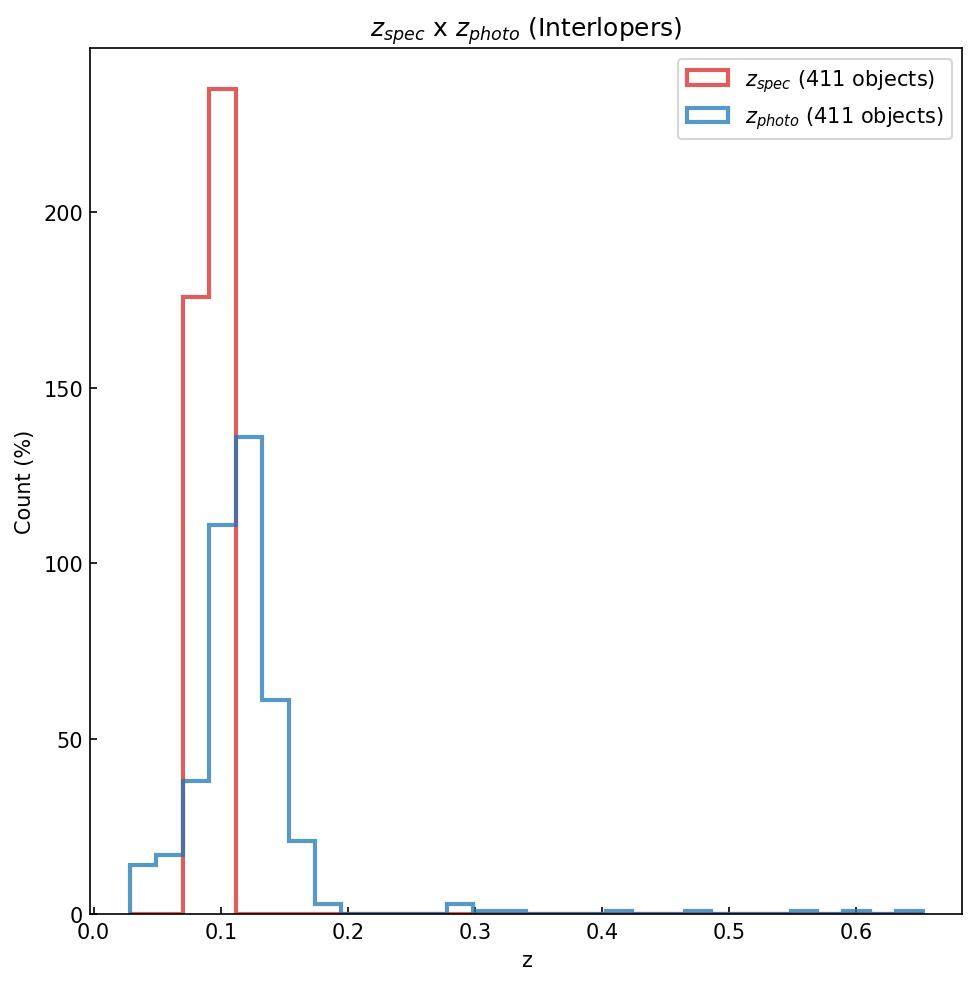 z_spec x z_photo (Interlopers)
z_spec (411 objects)
z_photo (411 objects)
Count (%)
200
150
100
50
0
0.0 0.1 0.2 0.3 0.4 0.5 0.6
z